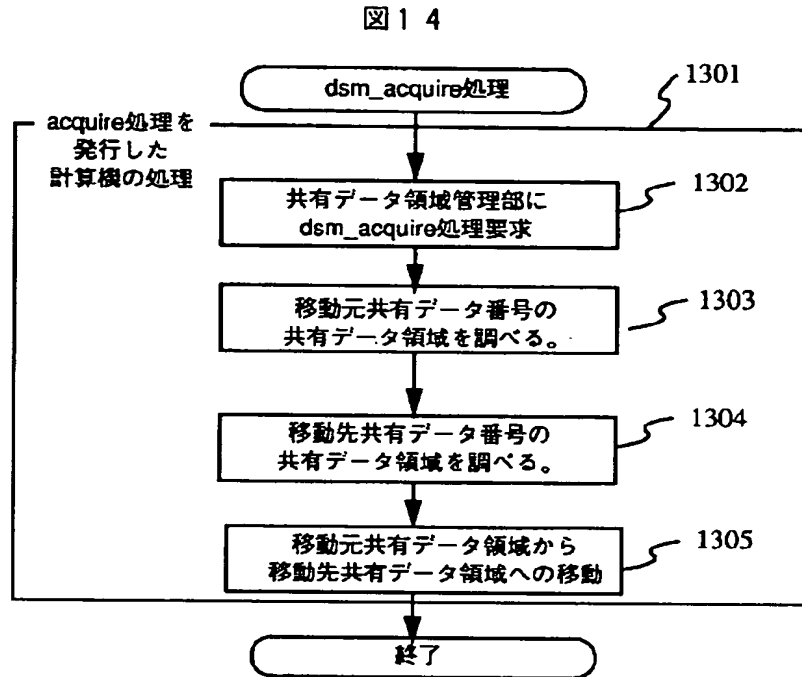 図14
dsm_acquire処理
1301
acquire処理を
発行した
計算機の処理
共有データ領域管理部に
dsm_acquire処理要求
1302
移動元共有データ番号の
共有データ領域を調べる。
1303
移動先共有データ番号の
共有データ領域を調べる。
1304
移動元共有データ領域から
移動先共有データ領域への移動
1305
終了